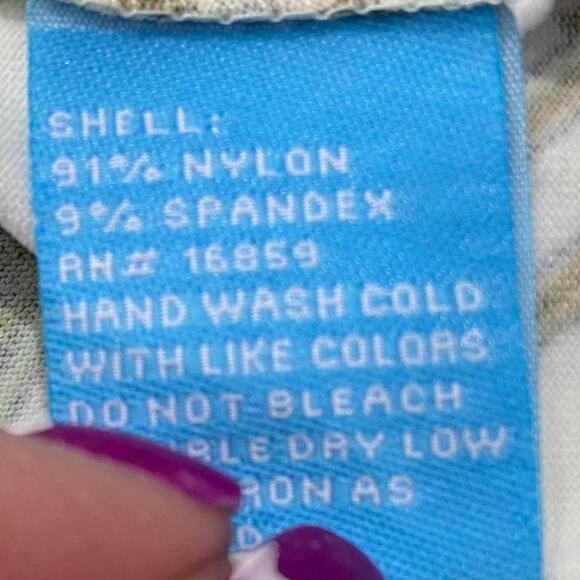 SHELL:
91% NYLON
9% SPANDEX
RN# 16859
HAND WASH COLD
WITH LIKE COLORS
DO NOT BLEACH
DRY LOW
AS